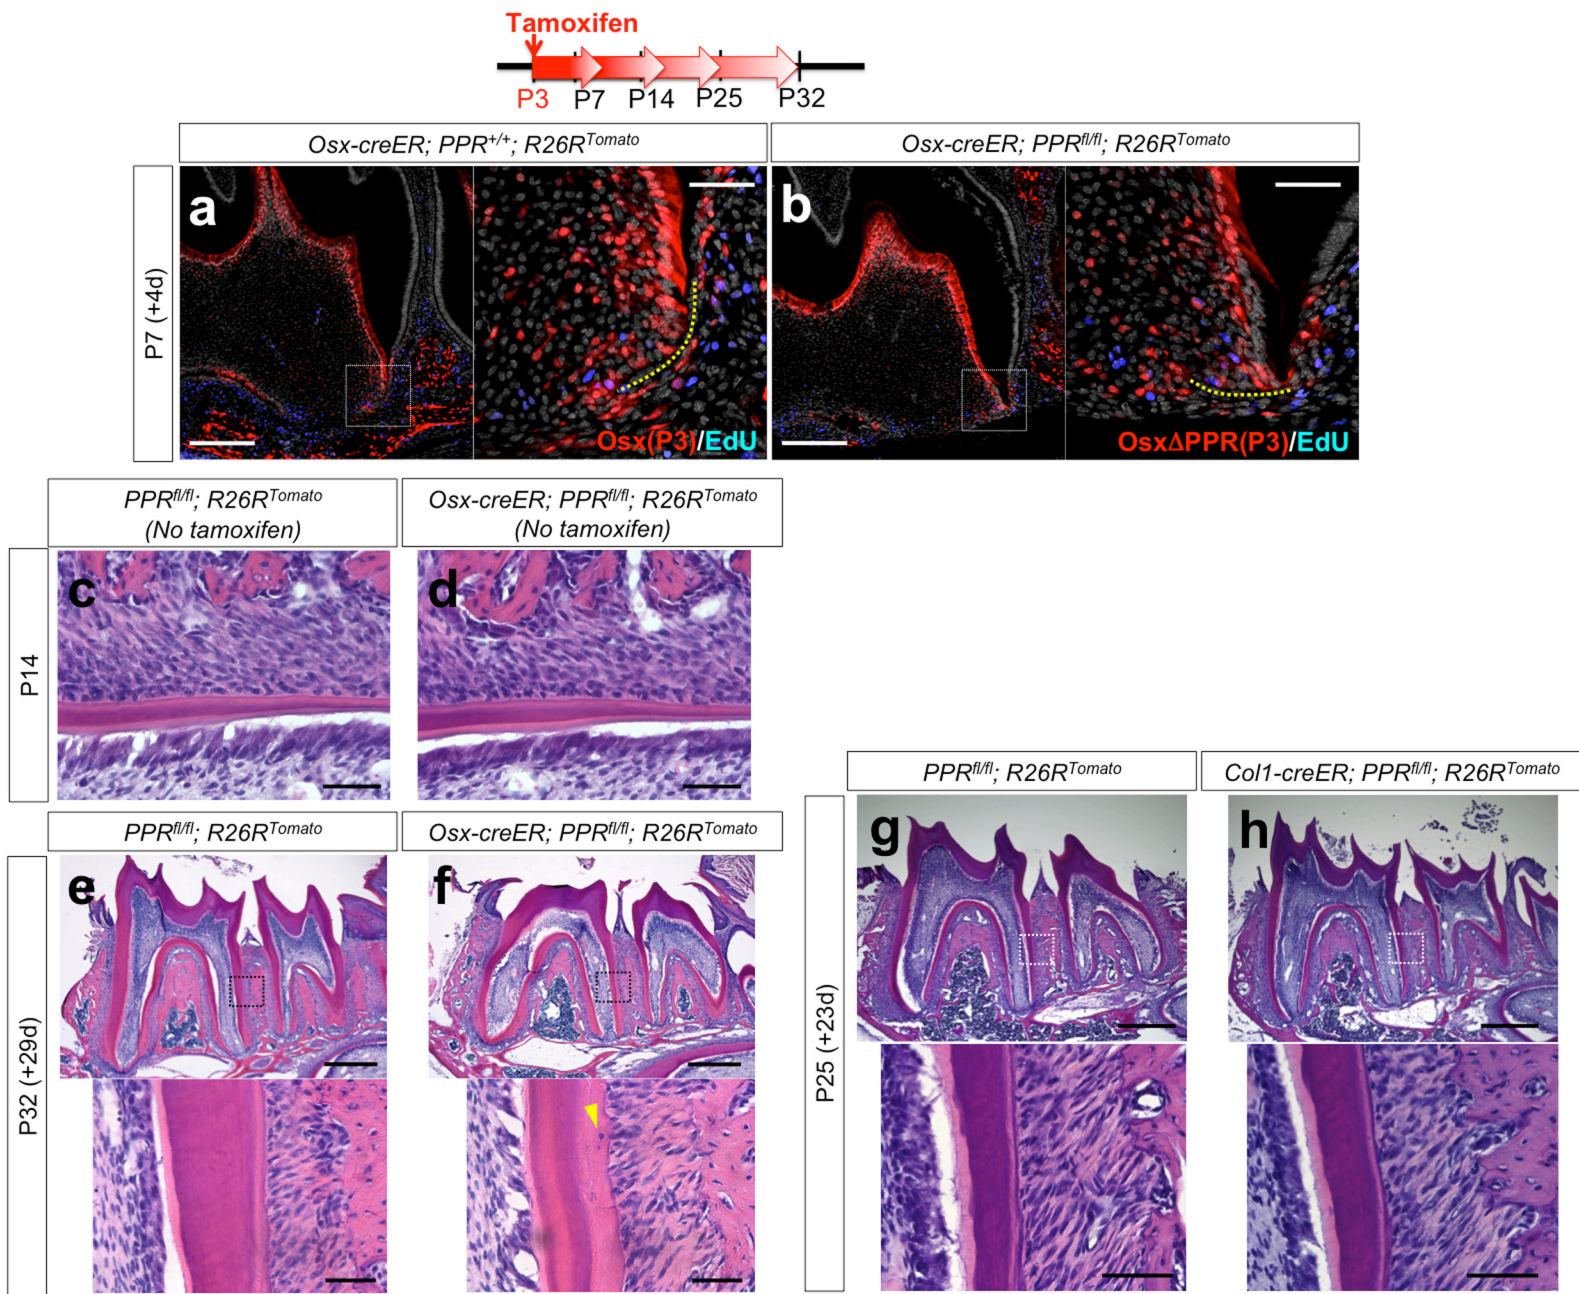 Tamoxifen
P3 P7 P14 P25 P32
Osx-creER; PPR+/+; R26RTomato
Osx-creER; PPRfl/fl; R26RTomato
P7 (+4d)
a
b
Osx(P3)/EdU
OsxΔPPR(P3)/EdU
PPRfl/fl; R26RTomato
(No tamoxifen)
Osx-creER; PPRfl/fl; R26RTomato
(No tamoxifen)
P14
c
d
PPRfl/fl; R26RTomato
Osx-creER; PPRfl/fl; R26RTomato
P32 (+29d)
e
f
PPRfl/fl; R26RTomato
Col1-creER; PPRfl/fl; R26RTomato
P25 (+23d)
g
h